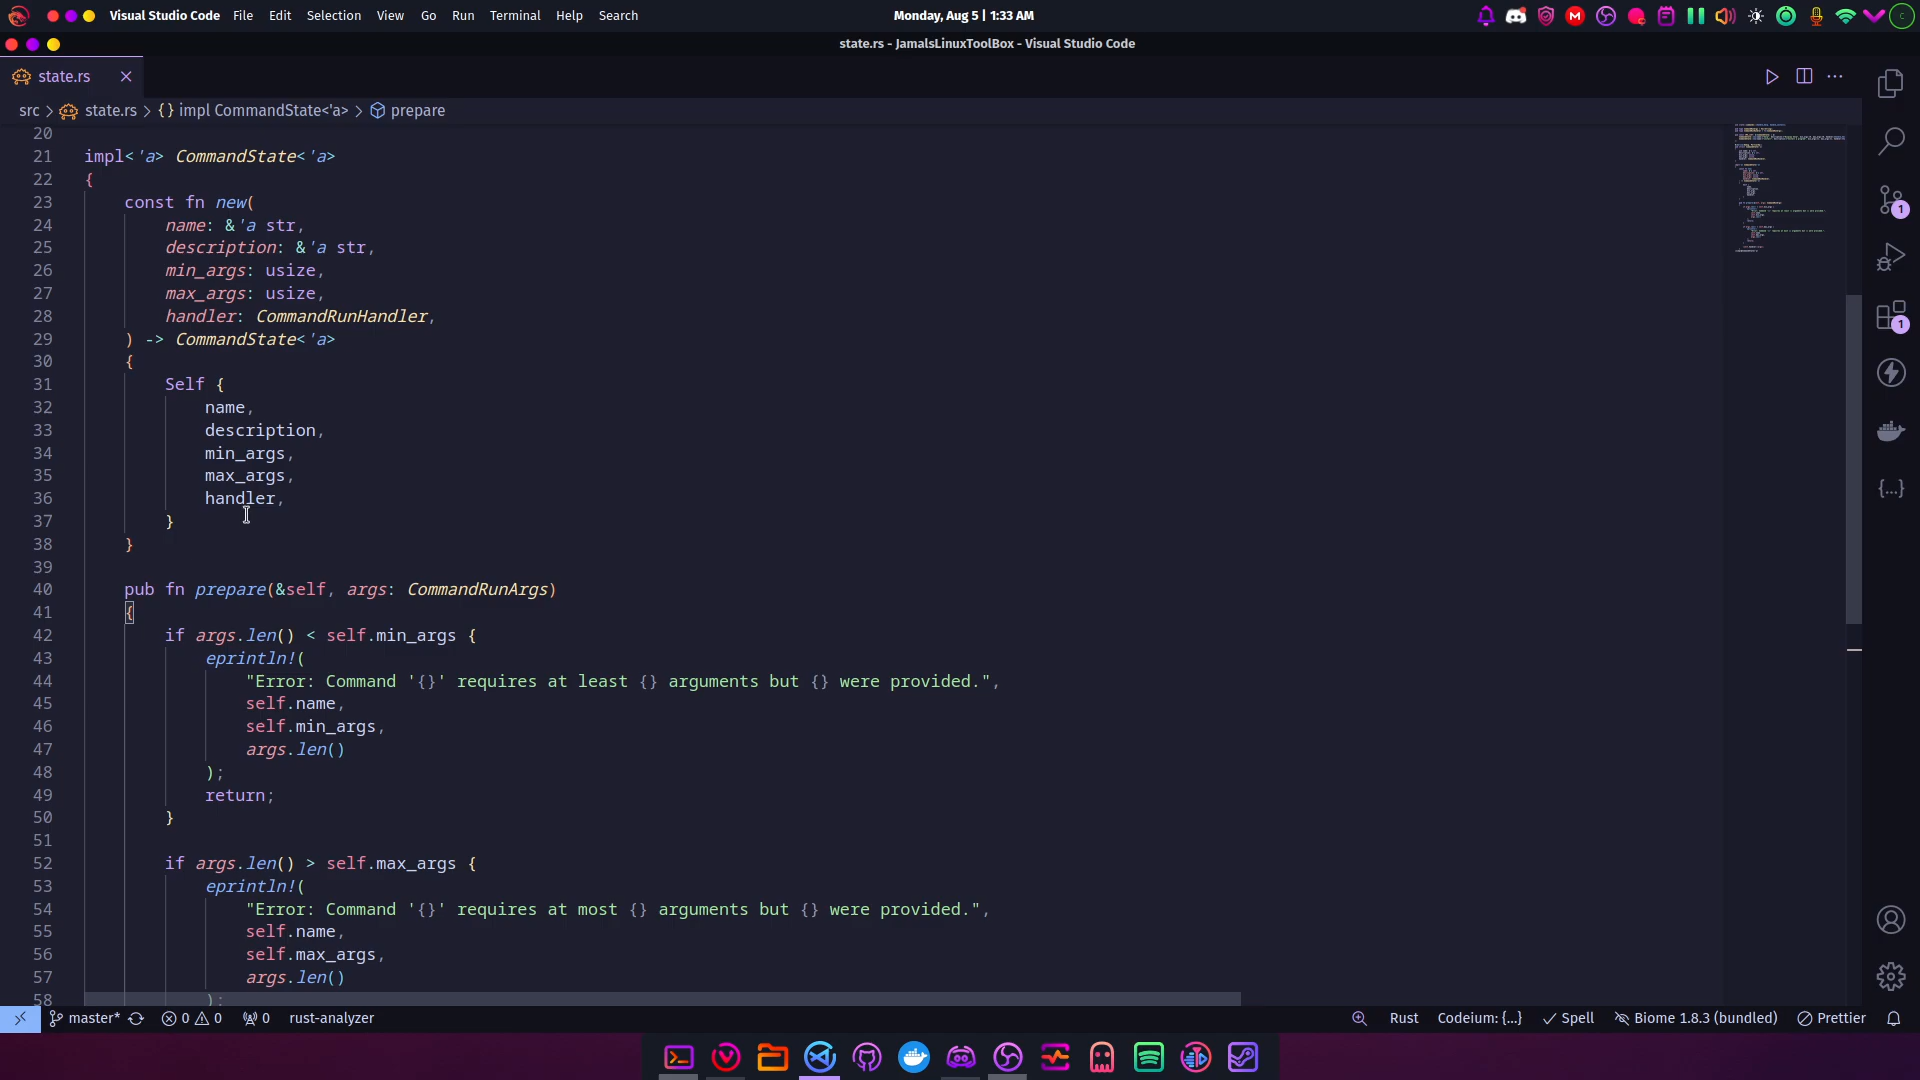 Visual Studio Code File Edit Selection View Go Run Terminal Help Search
Monday, Aug 5 | 1:33 AM
state.rs - JamalsLinuxToolBox - Visual Studio Code
state.rs
src > state.rs > {} impl CommandState<'a> > prepare
20
21 impl<'a> CommandState<'a>
22 {
23 const fn new(
24 name: &'a str,
25 description: &'a str,
26 min_args: usize,
27 max_args: usize,
28 handler: CommandRunHandler,
29 ) -> CommandState<'a>
30 {
31 Self {
32 name,
33 description,
34 min_args,
35 max_args,
36 handler,
37 }
38 }
39
40 pub fn prepare(&self, args: CommandRunArgs)
41 {
42 if args.len() < self.min_args {
43 eprintln!(
44 "Error: Command '{}' requires at least {} arguments but {} were provided.",
45 self.name,
46 self.min_args,
47 args.len()
48 );
49 return;
50 }
51
52 if args.len() > self.max_args {
53 eprintln!(
54 "Error: Command '{}' requires at most {} arguments but {} were provided.",
55 self.name,
56 self.max_args,
57 args.len()
58 );
1
1
{...}
master* 0 0 0 rust-analyzer
Rust Codeium: {...} Spell Biome 1.8.3 (bundled) Prettier